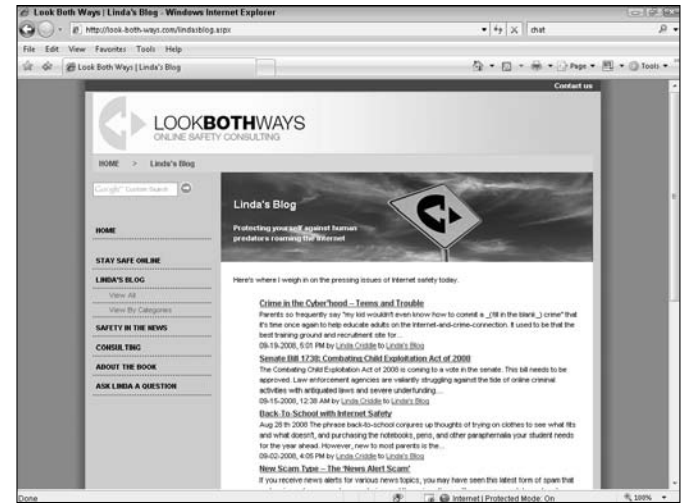 Look Both Ways | Linda's Blog - Windows Internet Explorer
http://look-both-ways.com/lindasblog.aspx
chat
File Edit View Favorites Tools Help
Look Both Ways | Linda's Blog
Page
Tools
Contact us
LOOKBOTHWAYS
ONLINE SAFETY CONSULTING
HOME > Linda's Blog
Google™ Custom Search
Linda's Blog
Protecting yourself against human
predators roaming the Internet
HOME
STAY SAFE ONLINE
LINDA'S BLOG
View All
View By Categories
SAFETY IN THE NEWS
CONSULTING
ABOUT THE BOOK
ASK LINDA A QUESTION
Here's where I weigh in on the pressing issues of Internet safety today.
Crime in the Cyber'hood – Teens and Trouble
Parents so frequently say "my kid wouldn't even know how to commit a _(fill in the blank_) crime" that
it's time once again to help educate adults on the Internet-and-crime-connection. It used to be that the
best training ground and recruitment site for...
09-19-2008, 5:01 PM by Linda Criddle to Linda's Blog
Senate Bill 1738: Combating Child Exploitation Act of 2008
The Combating Child Exploitation Act of 2008 is coming to a vote in the senate. This bill needs to be
approved. Law enforcement agencies are valiantly struggling against the tide of online criminal
activities with antiquated laws and severe underfunding....
09-15-2008, 12:38 AM by Linda Criddle to Linda's Blog
Back-To-School with Internet Safety
Aug 28 th 2008 The phrase back-to-school conjures up thoughts of trying on clothes to see what fits
and what doesn't, and purchasing the notebooks, pens, and other paraphernalia your student needs
for the year ahead. However, new to most parents is the...
09-02-2008, 4:05 PM by Linda Criddle to Linda's Blog
New Scam Type – The 'News Alert Scam'
If you receive news alerts for various news topics, you may have seen this latest form of spam that
Done
Internet | Protected Mode: On
100%